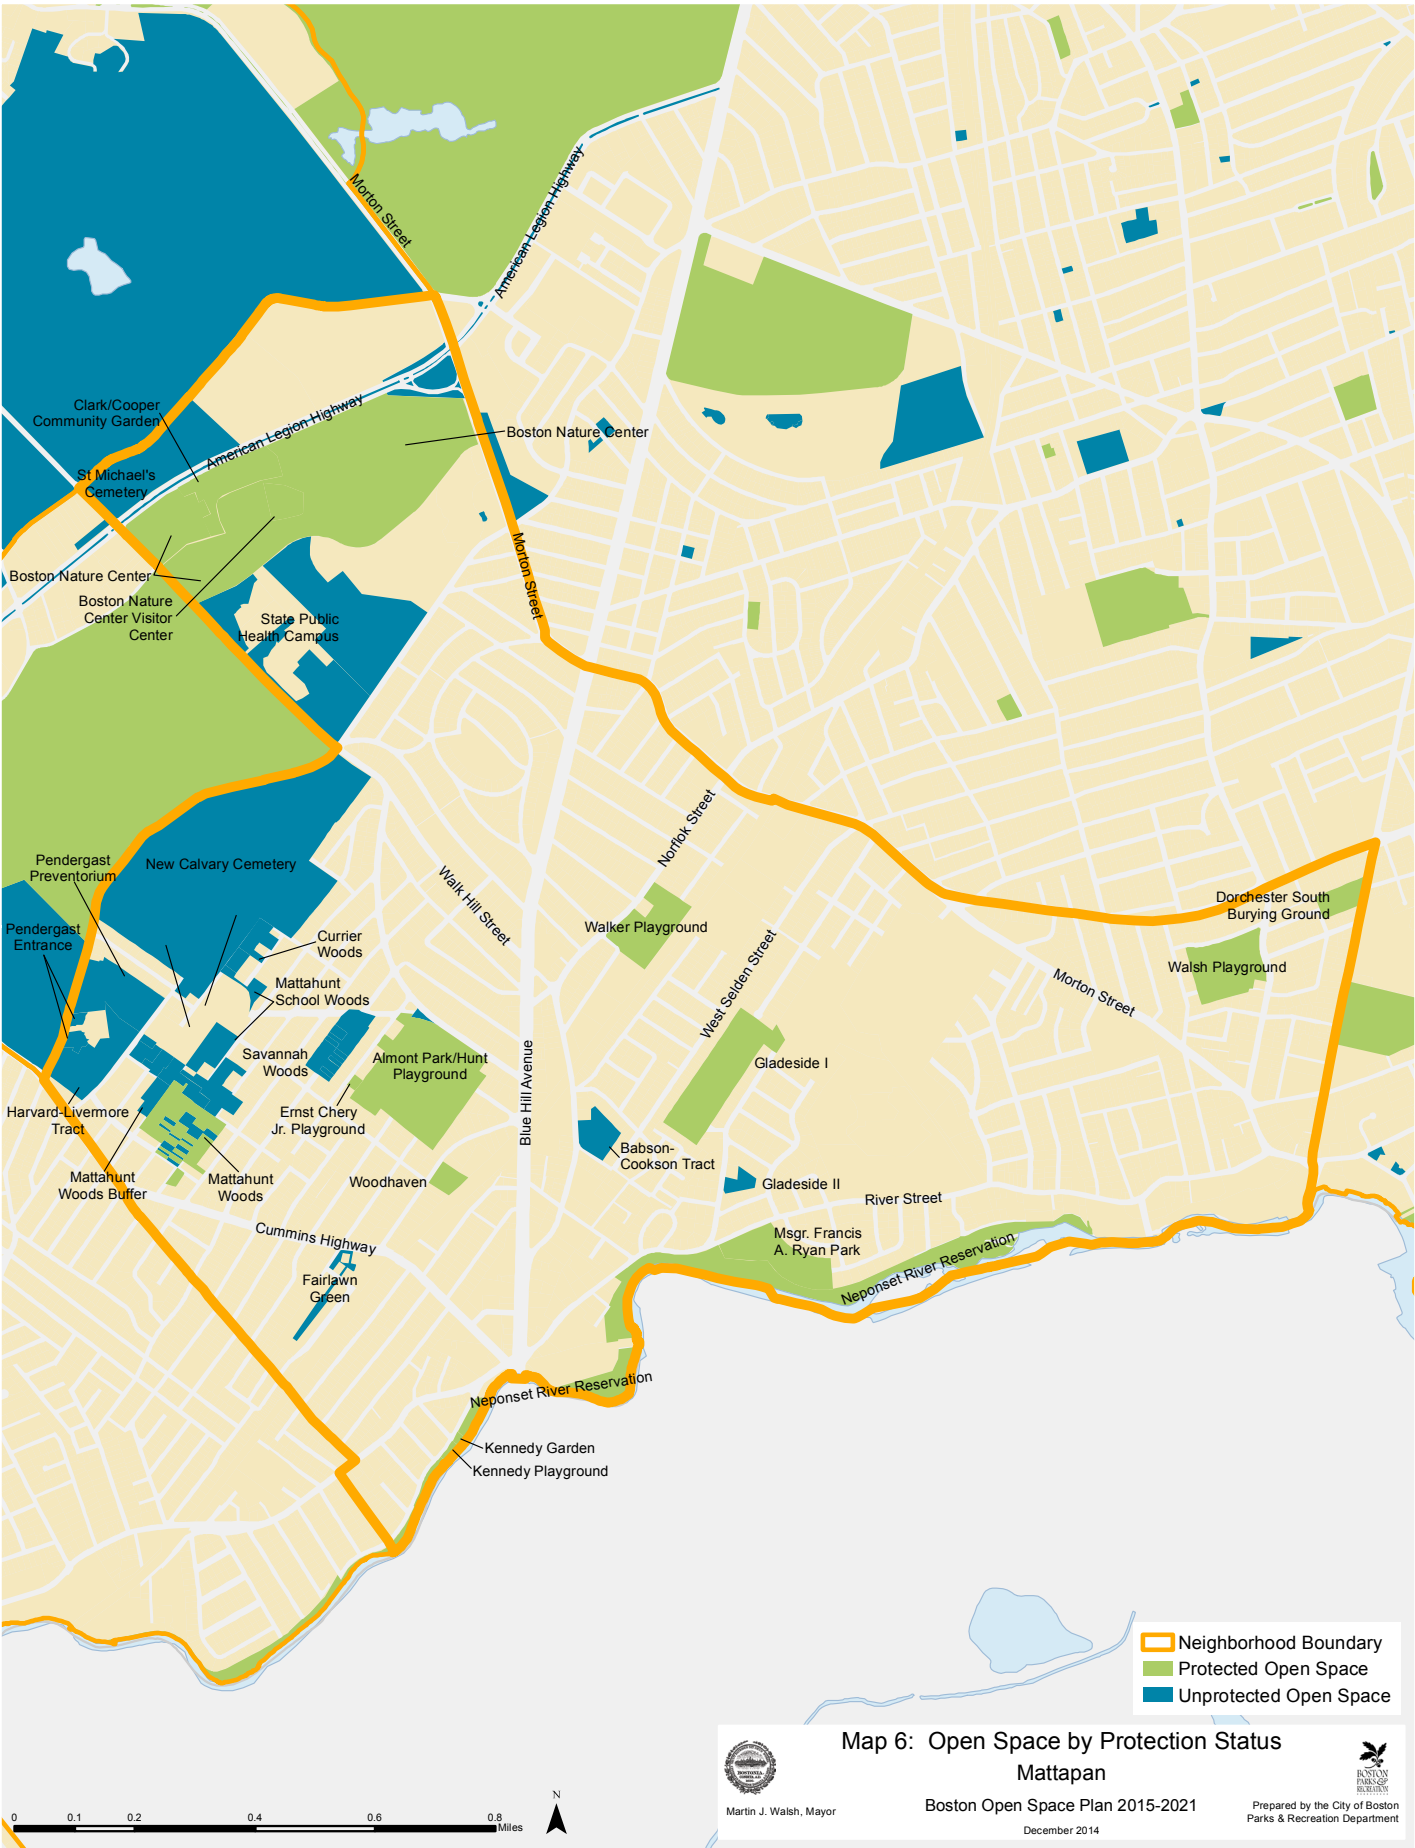 Morton Street
American Legion Highway
Clark/Cooper
Community Garden
American Legion Highway
Boston Nature Center
St Michael's
Cemetery
Morton Street
Boston Nature Center
Boston Nature
Center Visitor
Center
State Public
Health Campus
Norflok Street
Pendergast
Preventorium
New Calvary Cemetery
Walk Hill Street
Dorchester South
Burying Ground
Pendergast
Entrance
Currier
Woods
Walker Playground
West Selden Street
Walsh Playground
Morton Street
Mattahunt
School Woods
Savannah
Woods
Almont Park/Hunt
Playground
Blue Hill Avenue
Gladeside I
Harvard-Livermore
Tract
Ernst Chery
Jr. Playground
Babson-
Cookson Tract
Mattahunt
Woods Buffer
Mattahunt
Woods
Woodhaven
Gladeside II
River Street
Cummins Highway
Msgr. Francis
A. Ryan Park
Neponset River Reservation
Fairlawn
Green
Neponset River Reservation
Kennedy Garden
Kennedy Playground
Neighborhood Boundary
Protected Open Space
Unprotected Open Space
Map 6: Open Space by Protection Status
Mattapan
Boston Open Space Plan 2015-2021
December 2014
Martin J. Walsh, Mayor
BOSTON
PARKS &
RECREATION
Prepared by the City of Boston
Parks & Recreation Department
N
0 0.1 0.2 0.4 0.6 0.8
Miles